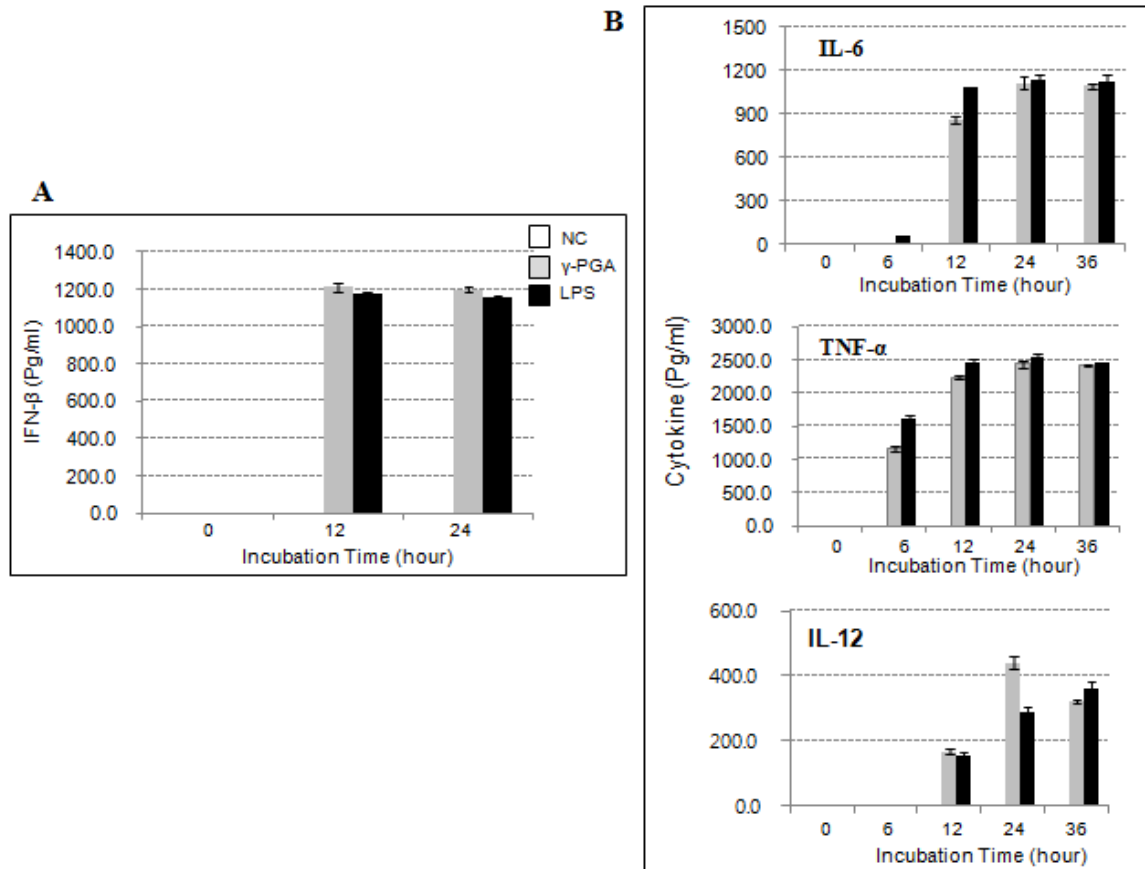 A
1400.0
1200.0
1000.0
800.0
600.0
400.0
200.0
0.0
IFN-β (Pg/ml)
NC
γ-PGA
LPS
0 12 24
Incubation Time (hour)
B
IL-6
1500
1200
900
600
300
0
0 6 12 24 36
Incubation Time (hour)
Cytokine (Pg/ml)
TNF-α
3000.0
2500.0
2000.0
1500.0
1000.0
500.0
0.0
0 6 12 24 36
Incubation Time (hour)
IL-12
600.0
400.0
200.0
0.0
0 6 12 24 36
Incubation Time (hour)